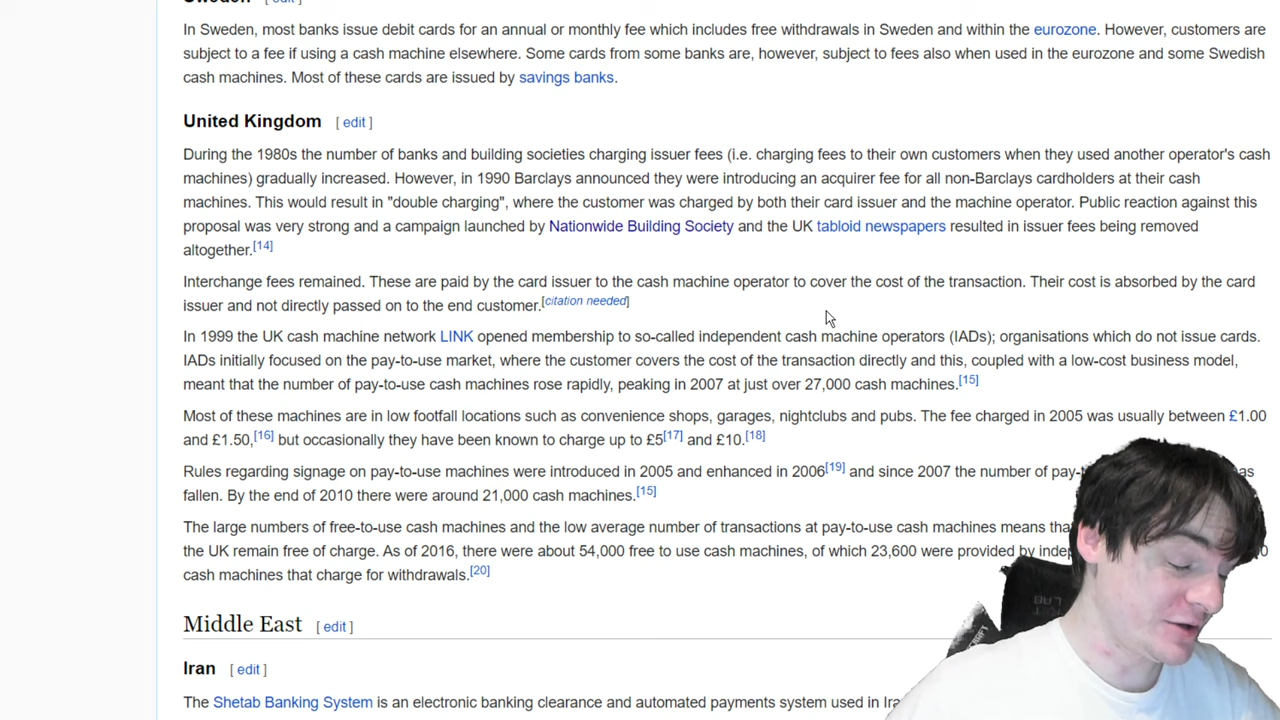 In Sweden, most banks issue debit cards for an annual or monthly fee which includes free withdrawals in Sweden and within the eurozone. However, customers are
subject to a fee if using a cash machine elsewhere. Some cards from some banks are, however, subject to fees also when used in the eurozone and some Swedish
cash machines. Most of these cards are issued by savings banks.
United Kingdom [ edit ]
During the 1980s the number of banks and building societies charging issuer fees (i.e. charging fees to their own customers when they used another operator's cash
machines) gradually increased. However, in 1990 Barclays announced they were introducing an acquirer fee for all non-Barclays cardholders at their cash
machines. This would result in "double charging", where the customer was charged by both their card issuer and the machine operator. Public reaction against this
proposal was very strong and a campaign launched by Nationwide Building Society and the UK tabloid newspapers resulted in issuer fees being removed
altogether.[14]
Interchange fees remained. These are paid by the card issuer to the cash machine operator to cover the cost of the transaction. Their cost is absorbed by the card
issuer and not directly passed on to the end customer.[citation needed]
In 1999 the UK cash machine network LINK opened membership to so-called independent cash machine operators (IADs); organisations which do not issue cards.
IADs initially focused on the pay-to-use market, where the customer covers the cost of the transaction directly and this, coupled with a low-cost business model,
meant that the number of pay-to-use cash machines rose rapidly, peaking in 2007 at just over 27,000 cash machines.[15]
Most of these machines are in low footfall locations such as convenience shops, garages, nightclubs and pubs. The fee charged in 2005 was usually between £1.00
and £1.50,[16] but occasionally they have been known to charge up to £5[17] and £10.[18]
Rules regarding signage on pay-to-use machines were introduced in 2005 and enhanced in 2006[19] and since 2007 the number of pay-
fallen. By the end of 2010 there were around 21,000 cash machines.[15]
The large numbers of free-to-use cash machines and the low average number of transactions at pay-to-use cash machines means
the UK remain free of charge. As of 2016, there were about 54,000 free to use cash machines, of which 23,600 were provided by
cash machines that charge for withdrawals.[20]
Middle East [ edit ]
Iran [ edit ]
The Shetab Banking System is an electronic banking clearance and automated payments system used in